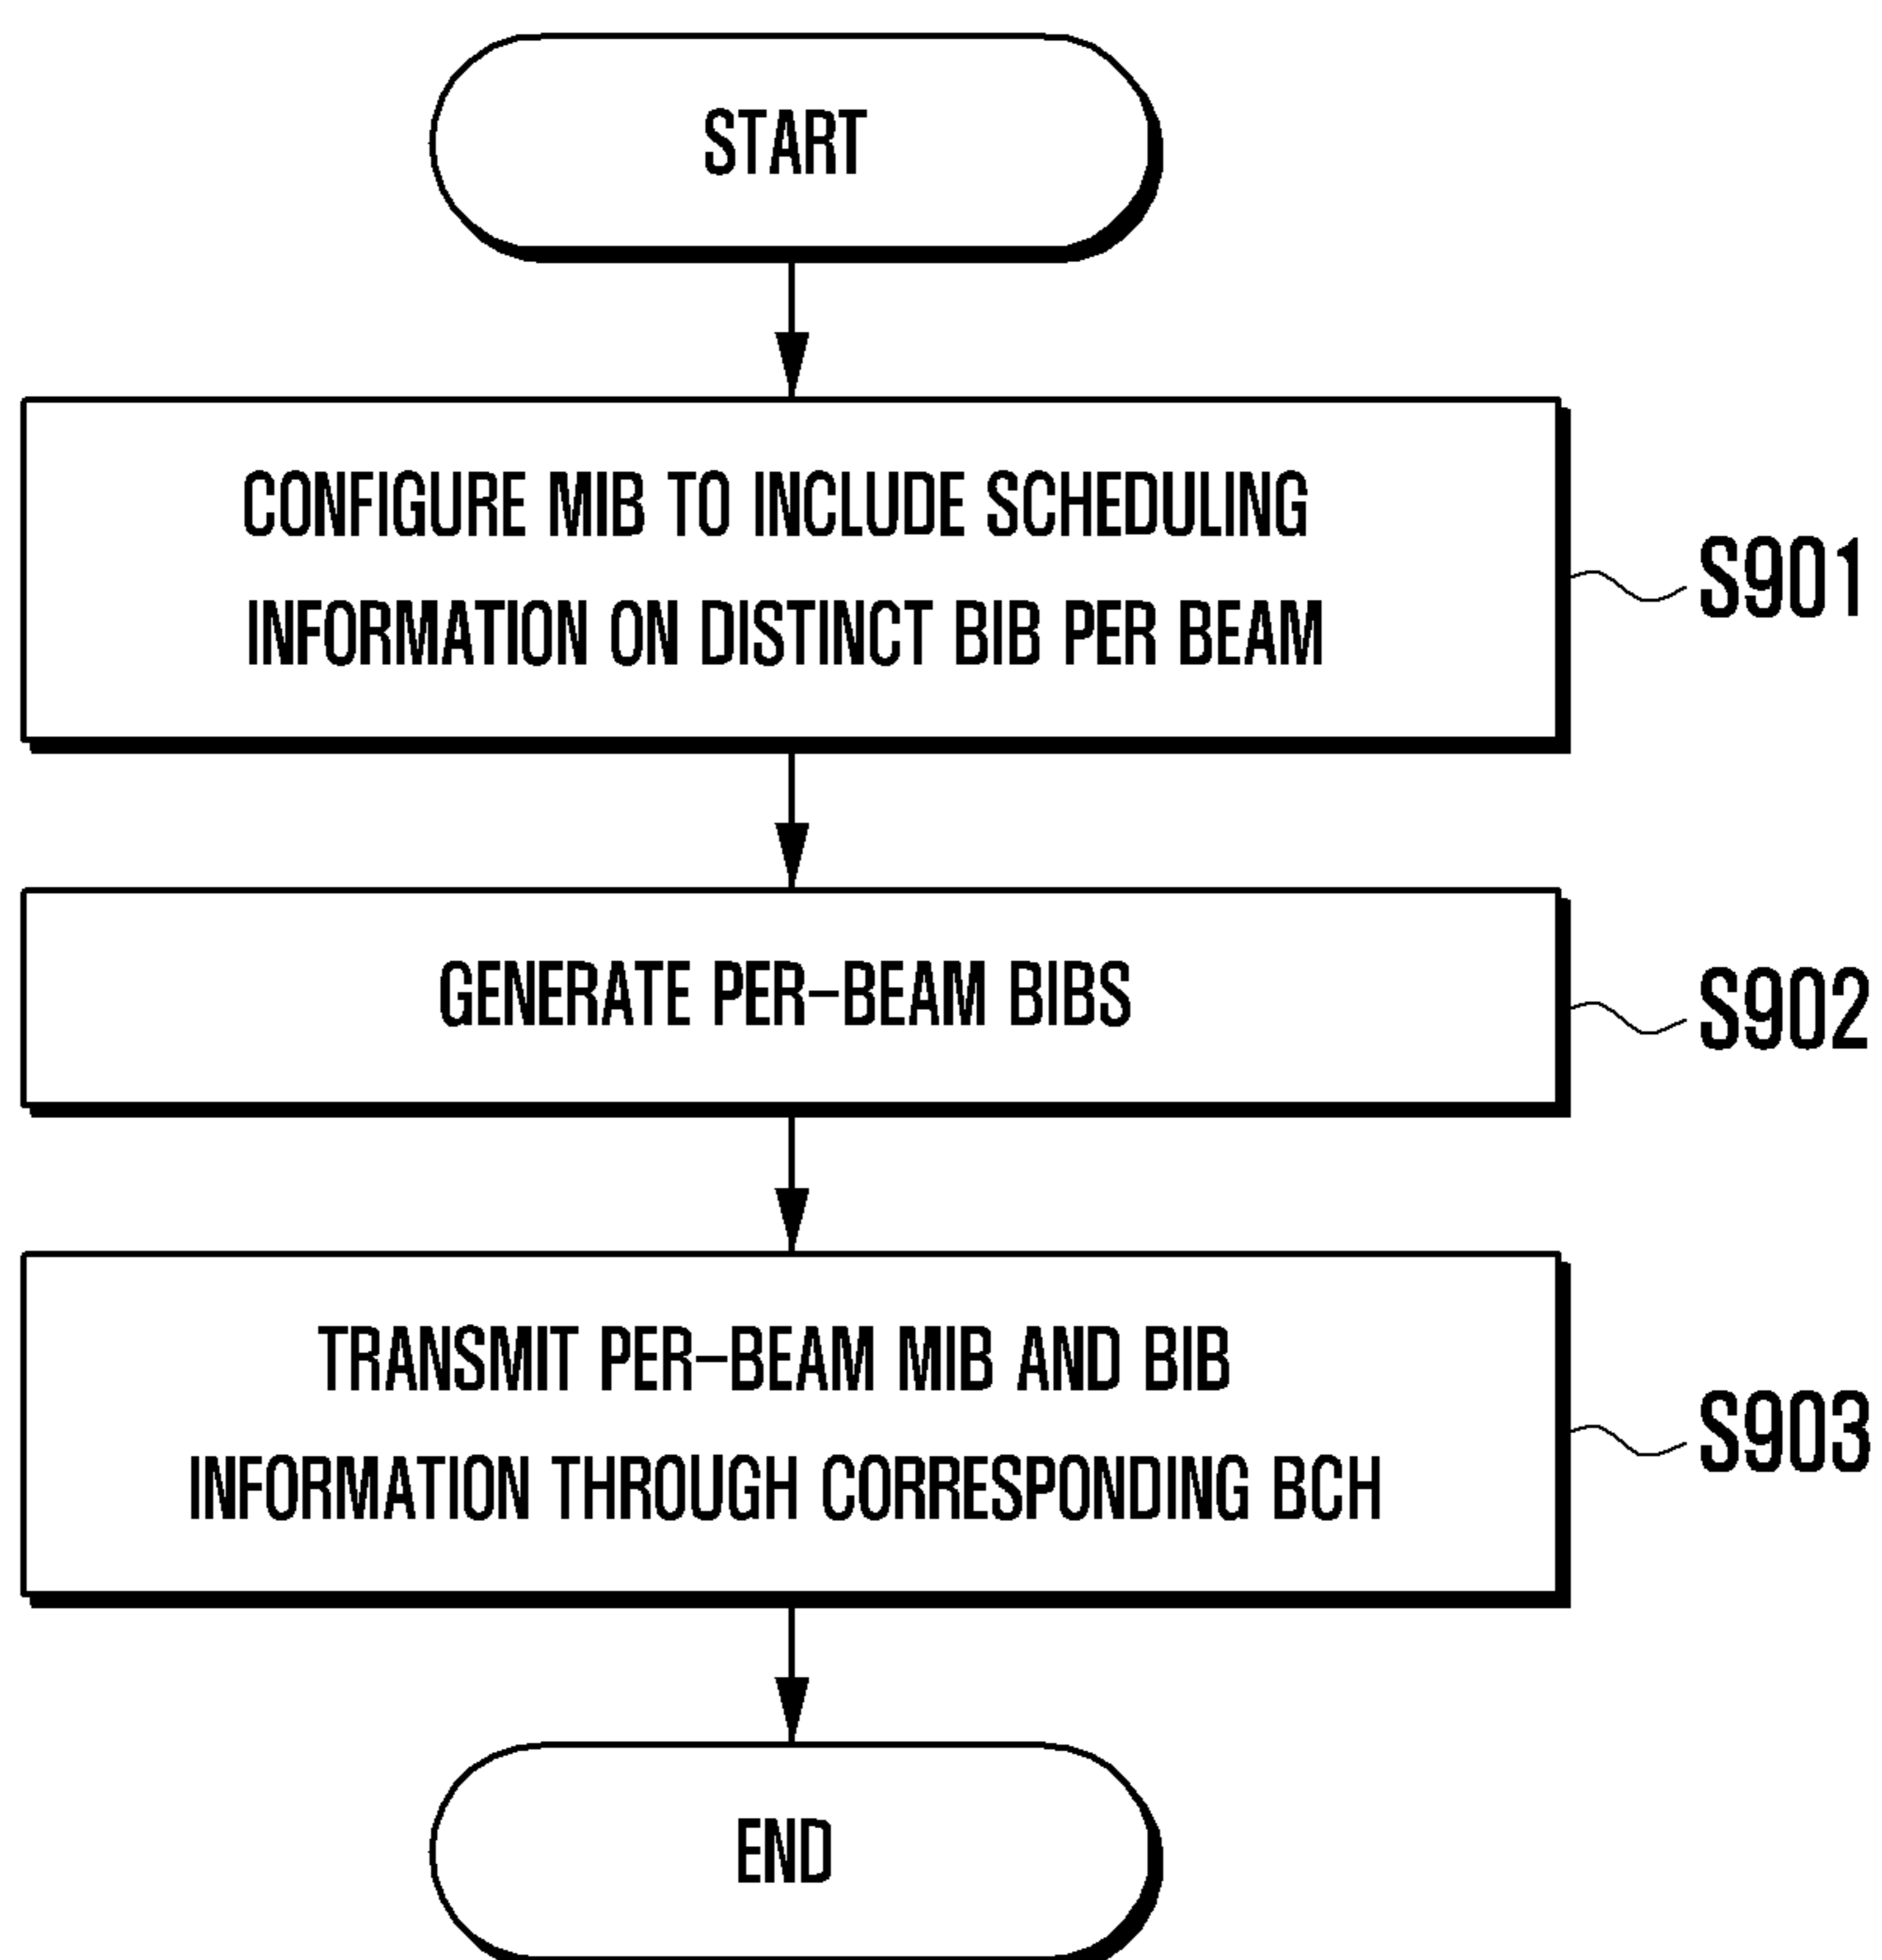 START
CONFIGURE MIB TO INCLUDE SCHEDULING
INFORMATION ON DISTINCT BIB PER BEAM
S901
GENERATE PER–BEAM BIBS
S902
TRANSMIT PER–BEAM MIB AND BIB
INFORMATION THROUGH CORRESPONDING BCH
S903
END